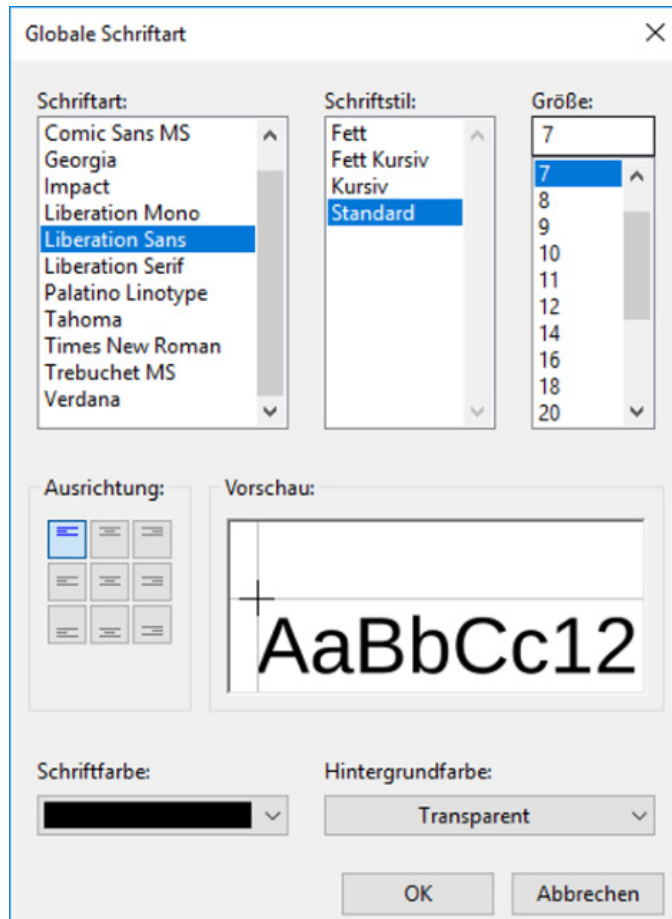 Globale Schriftart
Schriftart:
Comic Sans MS
Georgia
Impact
Liberation Mono
Liberation Sans
Liberation Serif
Palatino Linotype
Tahoma
Times New Roman
Trebuchet MS
Verdana
Schriftstil:
Fett
Fett Kursiv
Kursiv
Standard
Größe:
7
7
8
9
10
11
12
14
16
18
20
Ausrichtung:
Vorschau:
AaBbCc12
Schriftfarbe:
Hintergrundfarbe:
Transparent
OK
Abbrechen